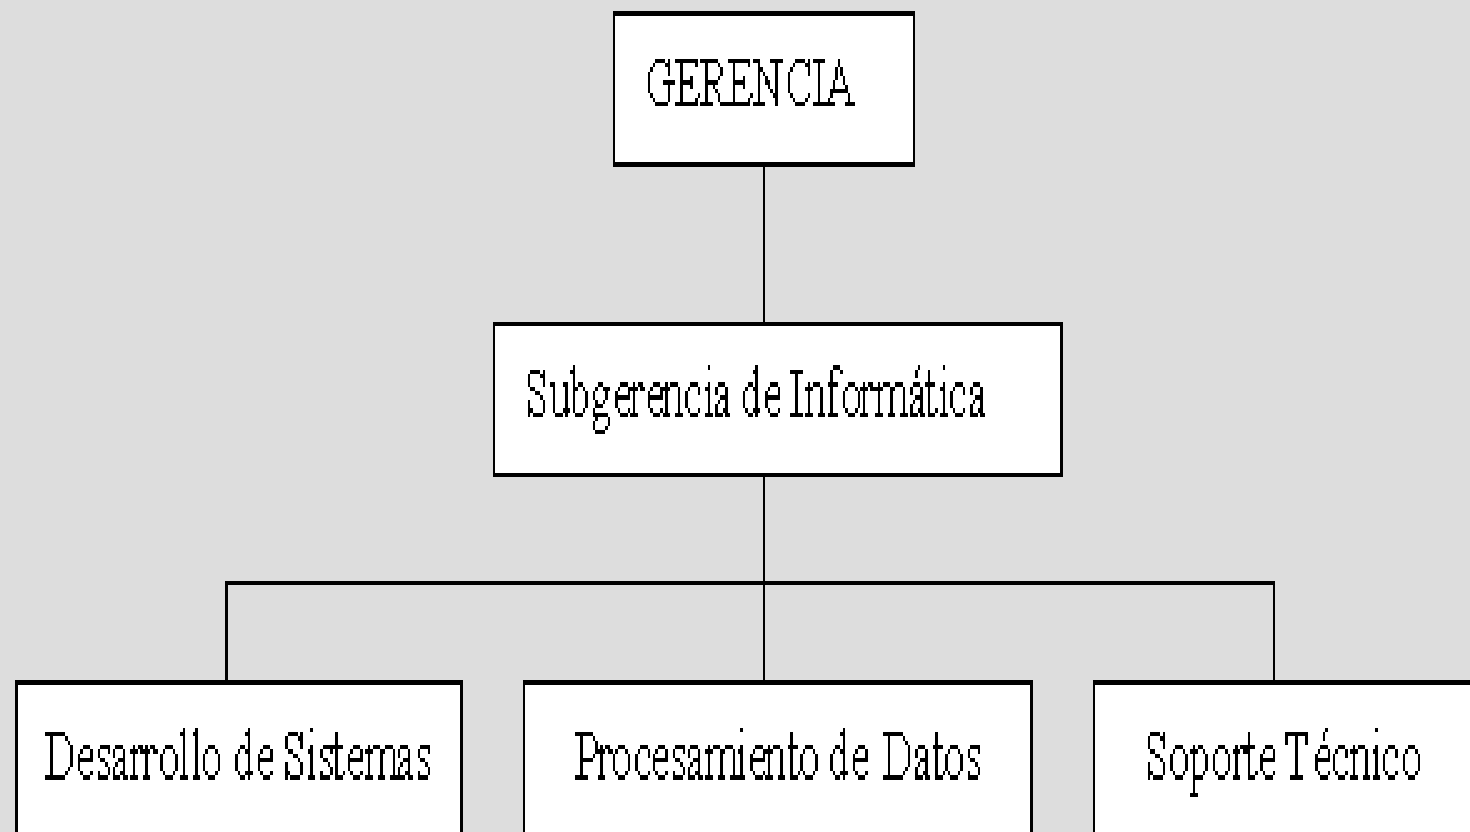 GERENCIA
Subgerencia de Informática
Desarrollo de Sistemas
Procesamiento de Datos
Soporte Técnico